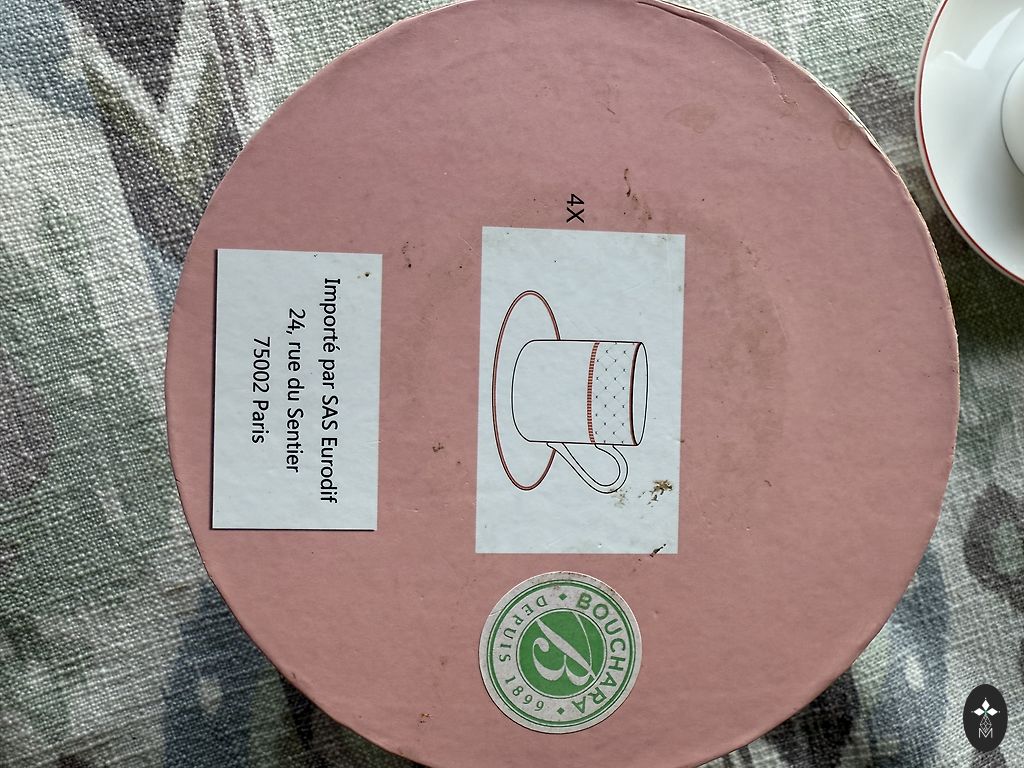 4X
Importé par SAS Eurodif
24, rue du Sentier
75002 Paris
BOUCHARA
DEPUIS 1899
B
M